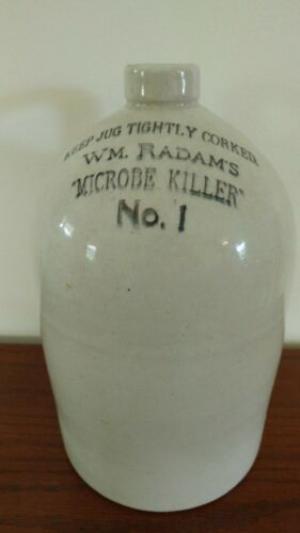 KEEP JUG TIGHTLY CORKED
WM. RADAM'S
"MICROBE KILLER"
No. 1